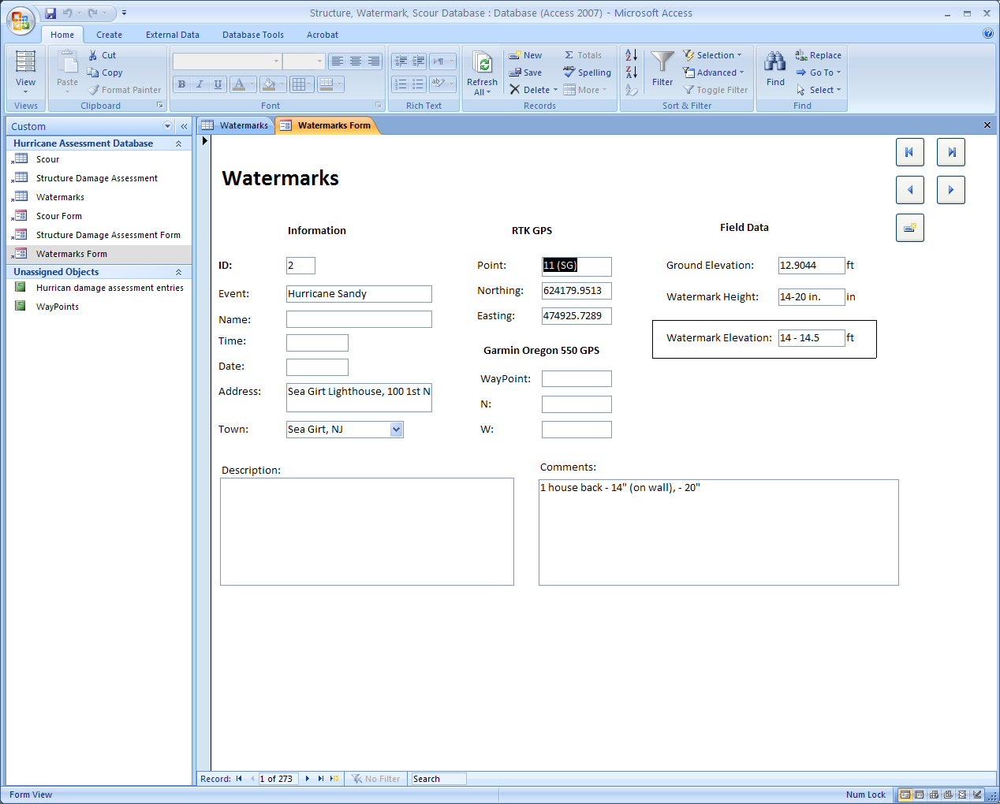 Structure, Watermark, Scour Database : Database (Access 2007) - Microsoft Access
Home Create External Data Database Tools Acrobat
View
Views
Paste
Cut
Copy
Format Painter
Clipboard
B I U A
Font
ab
Rich Text
Refresh All
New
Save
Delete
Totals
Spelling
More
Records
Filter
Selection
Advanced
Toggle Filter
Sort & Filter
Find
Replace
Go To
Select
Find
Custom
Hurricane Assessment Database
Scour
Structure Damage Assessment
Watermarks
Scour Form
Structure Damage Assessment Form
Watermarks Form
Unassigned Objects
Hurrican damage assessment entries
WayPoints
Watermarks Watermarks Form
Watermarks
Information
ID: 2
Event: Hurricane Sandy
Name:
Time:
Date:
Address: Sea Girt Lighthouse, 100 1st N
Town: Sea Girt, NJ
RTK GPS
Point: 11 (SG)
Northing: 624179.9513
Easting: 474925.7289
Garmin Oregon 550 GPS
WayPoint:
N:
W:
Field Data
Ground Elevation: 12.9044 ft
Watermark Height: 14-20 in. in
Watermark Elevation: 14 - 14.5 ft
Description:
Comments:
1 house back - 14" (on wall), - 20"
Record: 1 of 273 No Filter Search
Form View Num Lock